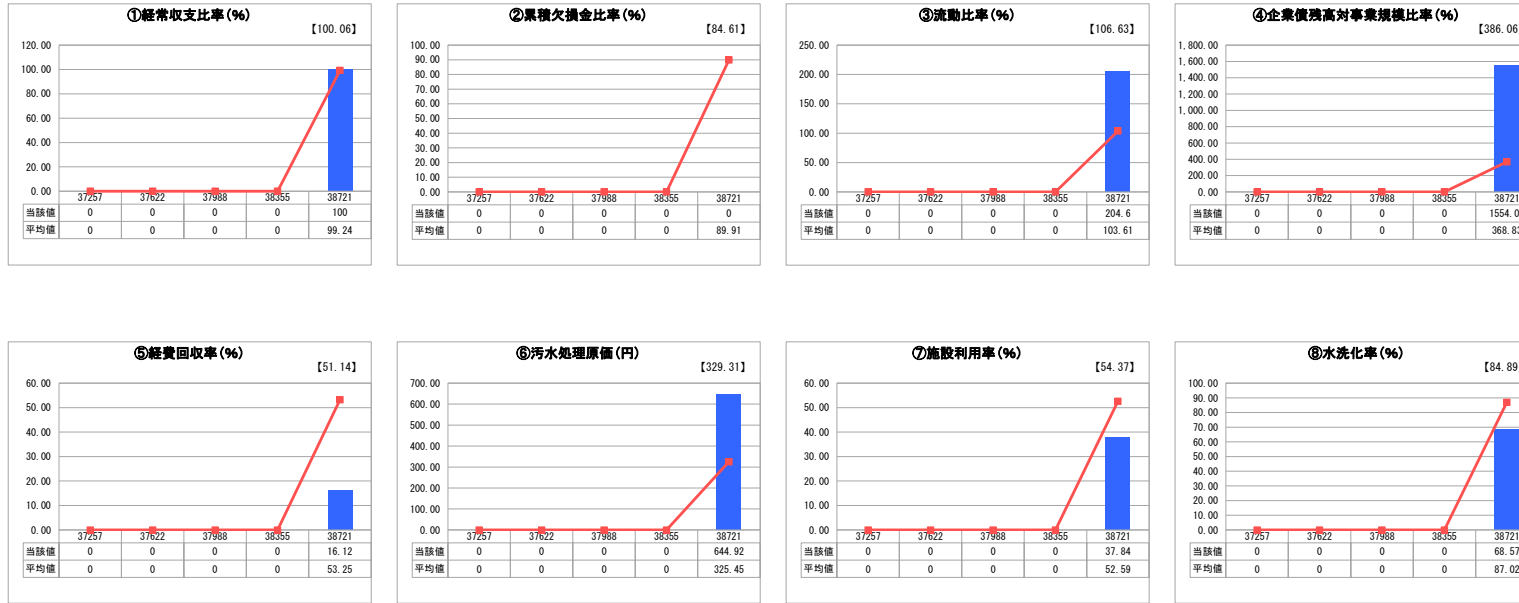 ①経常収支比率(%)
【100.06】
120.00
100.00
80.00
60.00
40.00
20.00
0.00
37257 37622 37988 38355 38721
当該値 0 0 0 0 100
平均値 0 0 0 0 99.24
②累積欠損金比率(%)
【84.61】
100.00
90.00
80.00
70.00
60.00
50.00
40.00
30.00
20.00
10.00
0.00
37257 37622 37988 38355 38721
当該値 0 0 0 0 0
平均値 0 0 0 0 89.91
③流動比率(%)
【106.63】
250.00
200.00
150.00
100.00
50.00
0.00
37257 37622 37988 38355 38721
当該値 0 0 0 0 204.6
平均値 0 0 0 0 103.61
④企業債残高対事業規模比率(%)
【386.06
1,800.00
1,600.00
1,400.00
1,200.00
1,000.00
800.00
600.00
400.00
200.00
0.00
37257 37622 37988 38355 38721
当該値 0 0 0 0 1554.0
平均値 0 0 0 0 368.83
⑤経費回収率(%)
【51.14】
60.00
50.00
40.00
30.00
20.00
10.00
0.00
37257 37622 37988 38355 38721
当該値 0 0 0 0 16.12
平均値 0 0 0 0 53.25
⑥汚水処理原価(円)
【329.31】
700.00
600.00
500.00
400.00
300.00
200.00
100.00
0.00
37257 37622 37988 38355 38721
当該値 0 0 0 0 644.92
平均値 0 0 0 0 325.45
⑦施設利用率(%)
【54.37】
60.00
50.00
40.00
30.00
20.00
10.00
0.00
37257 37622 37988 38355 38721
当該値 0 0 0 0 37.84
平均値 0 0 0 0 52.59
⑧水洗化率(%)
【84.89
100.00
90.00
80.00
70.00
60.00
50.00
40.00
30.00
20.00
10.00
0.00
37257 37622 37988 38355 38721
当該値 0 0 0 0 68.57
平均値 0 0 0 0 87.02